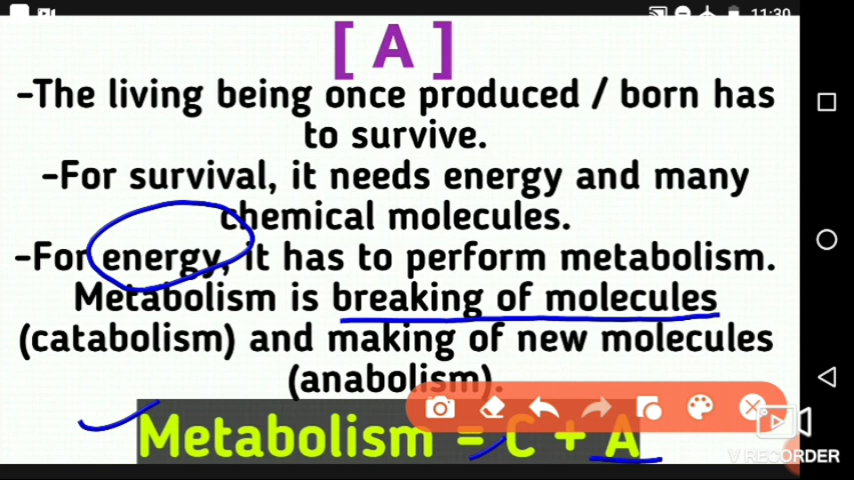 11:30
[ A ]
-The living being once produced / born has
to survive.
-For survival, it needs energy and many
chemical molecules.
-For energy, it has to perform metabolism.
Metabolism is breaking of molecules
(catabolism) and making of new molecules
(anabolism).
Metabolism = C + A
V RECORDER